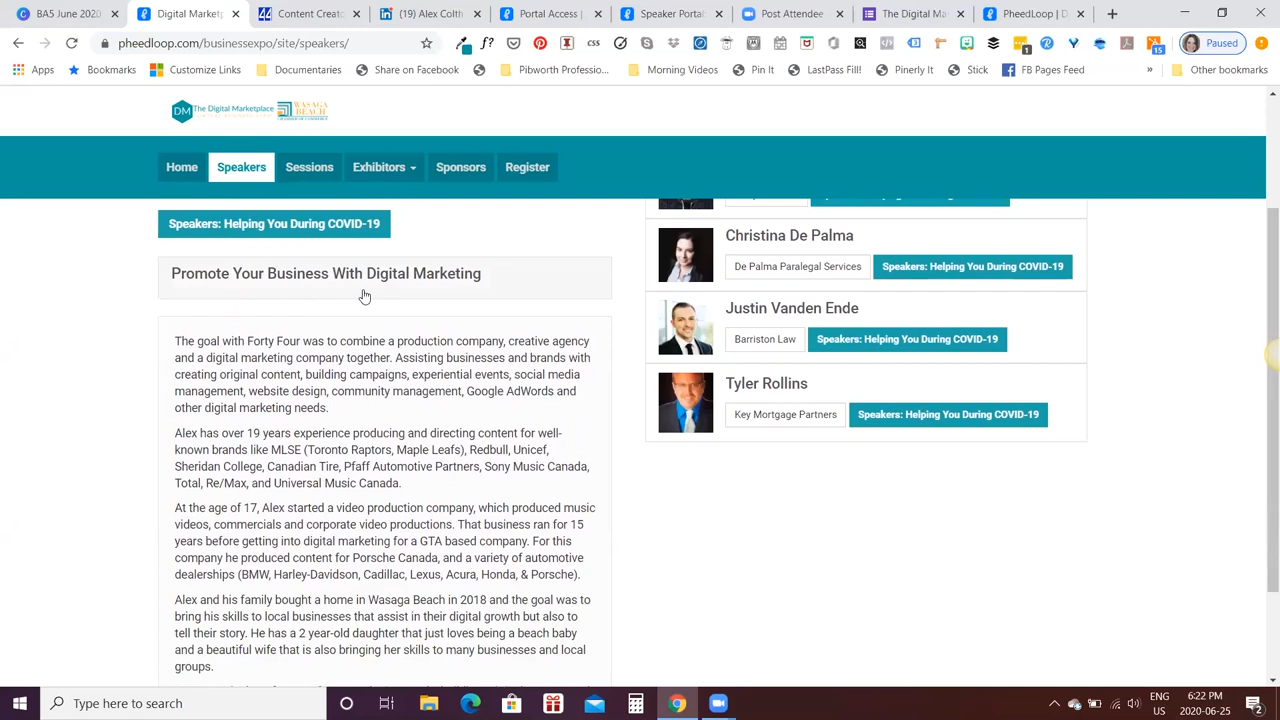 BA5 June 2020
Digital Marketp
Content Creato
(19) Alex Colth
Portal Access
Speaker Portal
Post Attendee
The Digital Mar
PheedLoop | D
pheedloop.com/businessexpo/site/speakers/
Paused
Apps
Bookmarks
Customize Links
Documentaries
Share on Facebook
Pibworth Professio...
Morning Videos
Pin It
LastPass Fill!
Pinerly It
Stick
FB Pages Feed
Other bookmarks
DM The Digital Marketplace
WASAGA BEACH
Home
Speakers
Sessions
Exhibitors
Sponsors
Register
Speakers: Helping You During COVID-19
Promote Your Business With Digital Marketing
The goal with Forty Four was to combine a production company, creative agency
and a digital marketing company together. Assisting businesses and brands with
creating original content, building campaigns, experiential events, social media
management, website design, community management, Google AdWords and
other digital marketing needs.
Alex has over 19 years experience producing and directing content for well-
known brands like MLSE (Toronto Raptors, Maple Leafs), Redbull, Unicef,
Sheridan College, Canadian Tire, Pfaff Automotive Partners, Sony Music Canada,
Total, Re/Max, and Universal Music Canada.
At the age of 17, Alex started a video production company, which produced music
videos, commercials and corporate video productions. That business ran for 15
years before getting into digital marketing for a GTA based company. For this
company he produced content for Porsche Canada, and a variety of automotive
dealerships (BMW, Harley-Davidson, Cadillac, Lexus, Acura, Honda, & Porsche).
Alex and his family bought a home in Wasaga Beach in 2018 and the goal was to
bring his skills to local businesses that assist in their digital growth but also to
tell their story. He has a 2 year-old daughter that just loves being a beach baby
and a beautiful wife that is also bringing her skills to many businesses and local
groups.
Christina De Palma
De Palma Paralegal Services
Speakers: Helping You During COVID-19
Justin Vanden Ende
Barriston Law
Speakers: Helping You During COVID-19
Tyler Rollins
Key Mortgage Partners
Speakers: Helping You During COVID-19
Type here to search
ENG
US
6:22 PM
2020-06-25